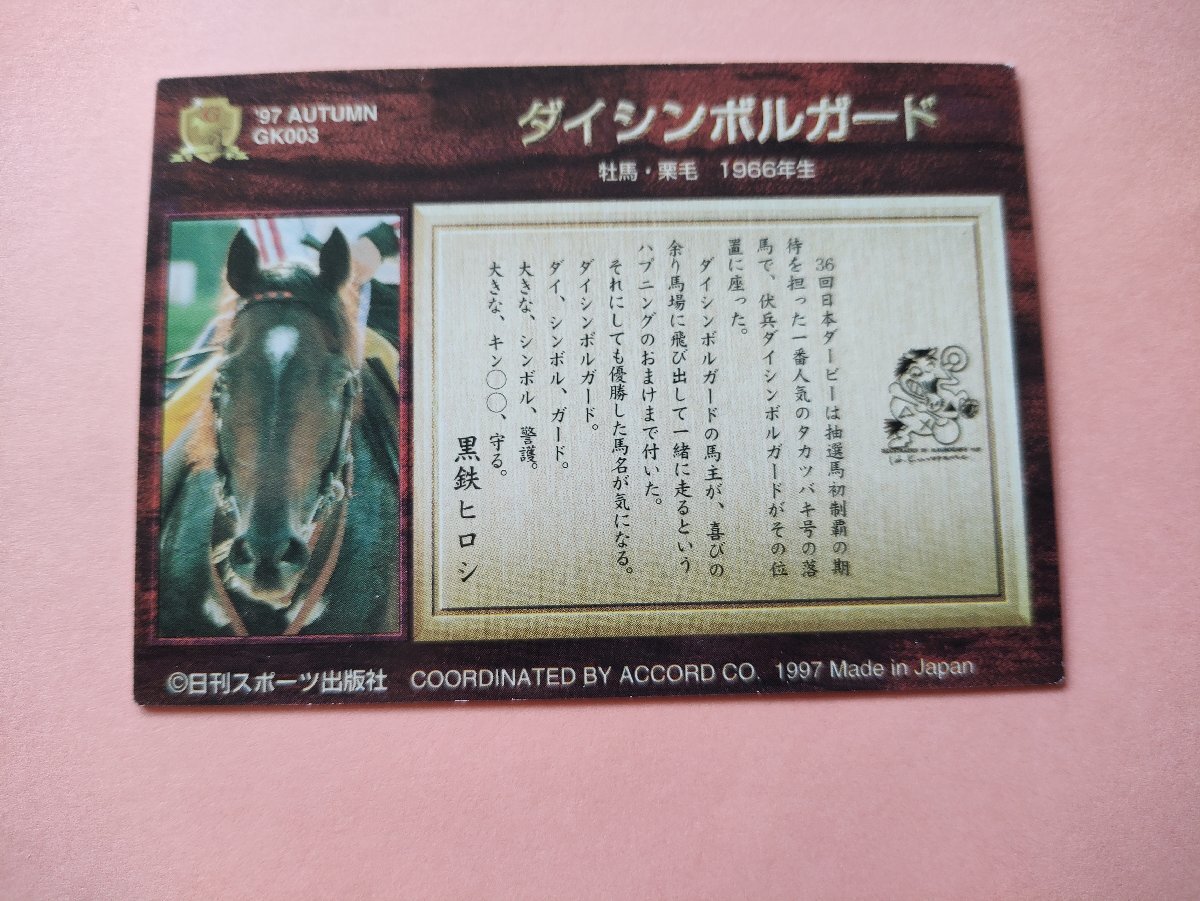 '97 AUTUMN
GK003
ダイシンボルガード
牡馬・栗毛　1966年生
36回日本ダービーは抽選馬初制覇の期
待を担った一番人気のタカツバキ号の落
馬で、伏兵ダイシンボルガードがその位
置に座った。
ダイシンボルガードの馬主が、喜びの
余り馬場に飛び出して一緒に走るという
ハプニングのおまけまで付いた。
それにしても優勝した馬名が気になる。
ダイシンボルガード。
ダイ、シンボル、ガード。
大きな、シンボル、警護。
大きな、キン◯◯、守る。
黒鉄ヒロシ
©日刊スポーツ出版社
COORDINATED BY ACCORD CO. 1997 Made in Japan